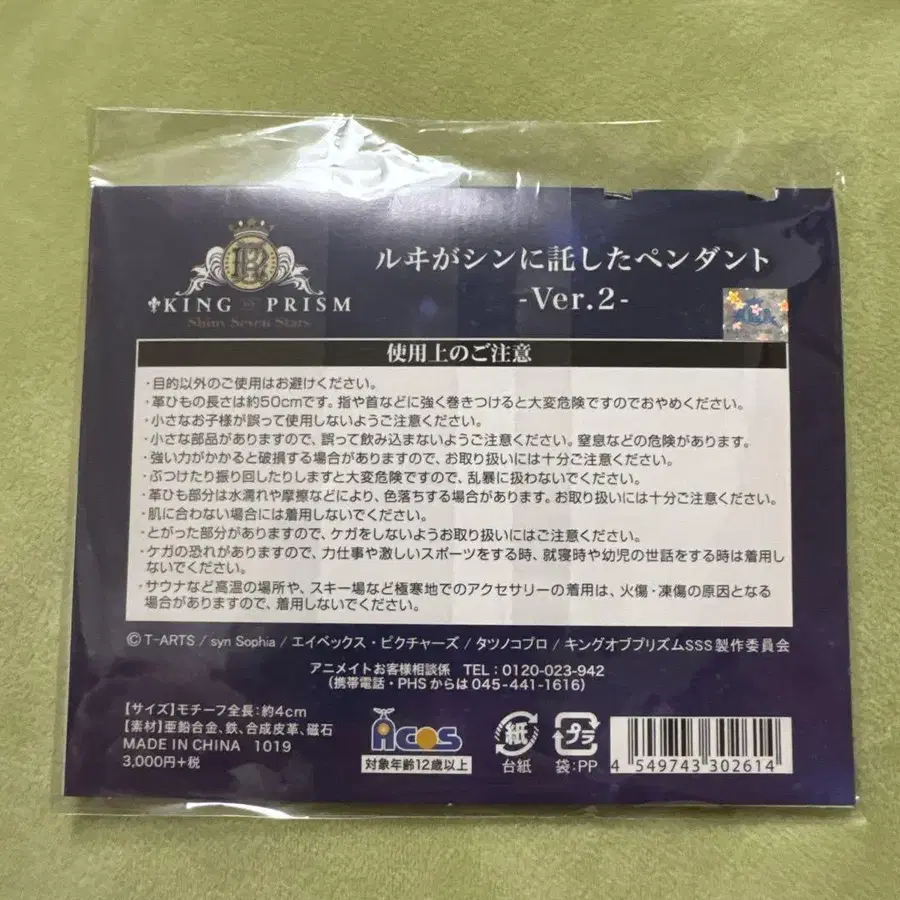 KING OF PRISM
Shiny Seven Stars
ルヰがシンに託したペンダント
-Ver.2-
使用上のご注意
・目的以外のご使用はお避けください。
・革ひもの長さは約50cmです。指や首などに強く巻きつけると大変危険ですのでおやめください。
・小さなお子様が誤って使用しないようご注意ください。
・小さな部品がありますので、誤って飲み込まないようご注意ください。窒息などの危険があります。
・強い力がかかると破損する場合がありますので、お取り扱いには十分ご注意ください。
・ぶつけたり振り回したりしますと大変危険ですので、乱暴に扱わないでください。
・革ひも部分は水濡れや摩擦などにより、色落ちする場合があります。お取り扱いには十分ご注意ください。
・肌に合わない場合には着用しないでください。
・とがった部分がありますので、ケガをしないようお取り扱いにはご注意ください。
・ケガの恐れがありますので、力仕事や激しいスポーツをする時、就寝時や幼児の世話をする時は着用し
ないでください。
・サウナなど高温の場所や、スキー場など極寒地でのアクセサリーの着用は、火傷・凍傷の原因となる
場合がありますので、着用しないでください。
© T-ARTS / syn Sophia / エイベックス・ピクチャーズ / タツノコプロ / キングオブプリズムSSS製作委員会
アニメイトお客様相談係 TEL:0120-023-942
(携帯電話・PHSからは045-441-1616)
【サイズ】モチーフ全長:約4cm
【素材】亜鉛合金、鉄、合成皮革、磁石
MADE IN CHINA 1019
3,000円+税
ACOS
対象年齢12歳以上
紙
台紙
プラ
袋:PP
4 549743 302614